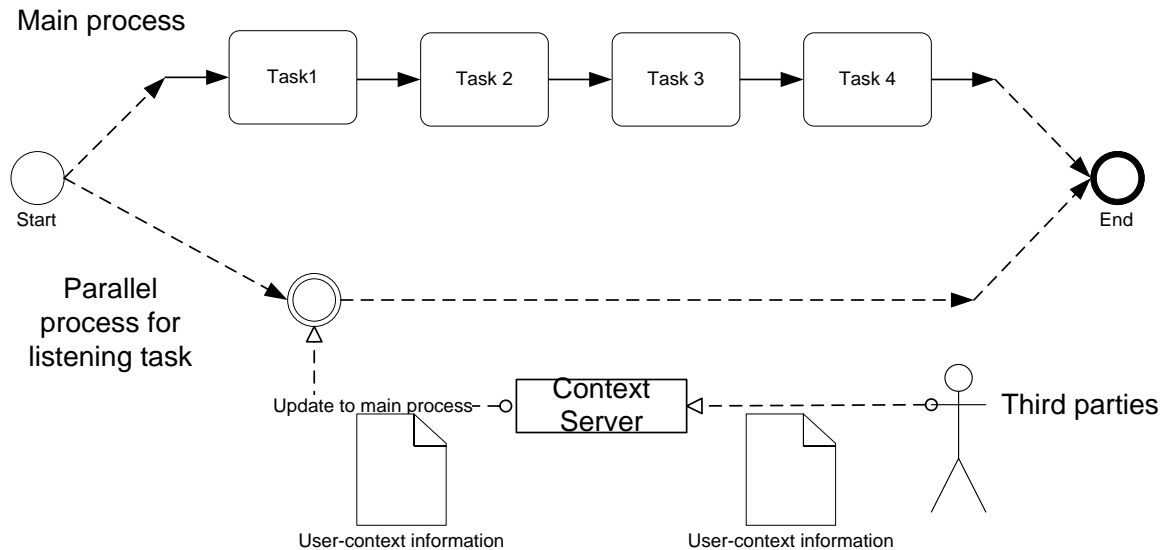 Main process
Task1
Task 2
Task 3
Task 4
Start
End
Parallel
process for
listening task
Update to main process
Context
Server
Third parties
User-context information
User-context information